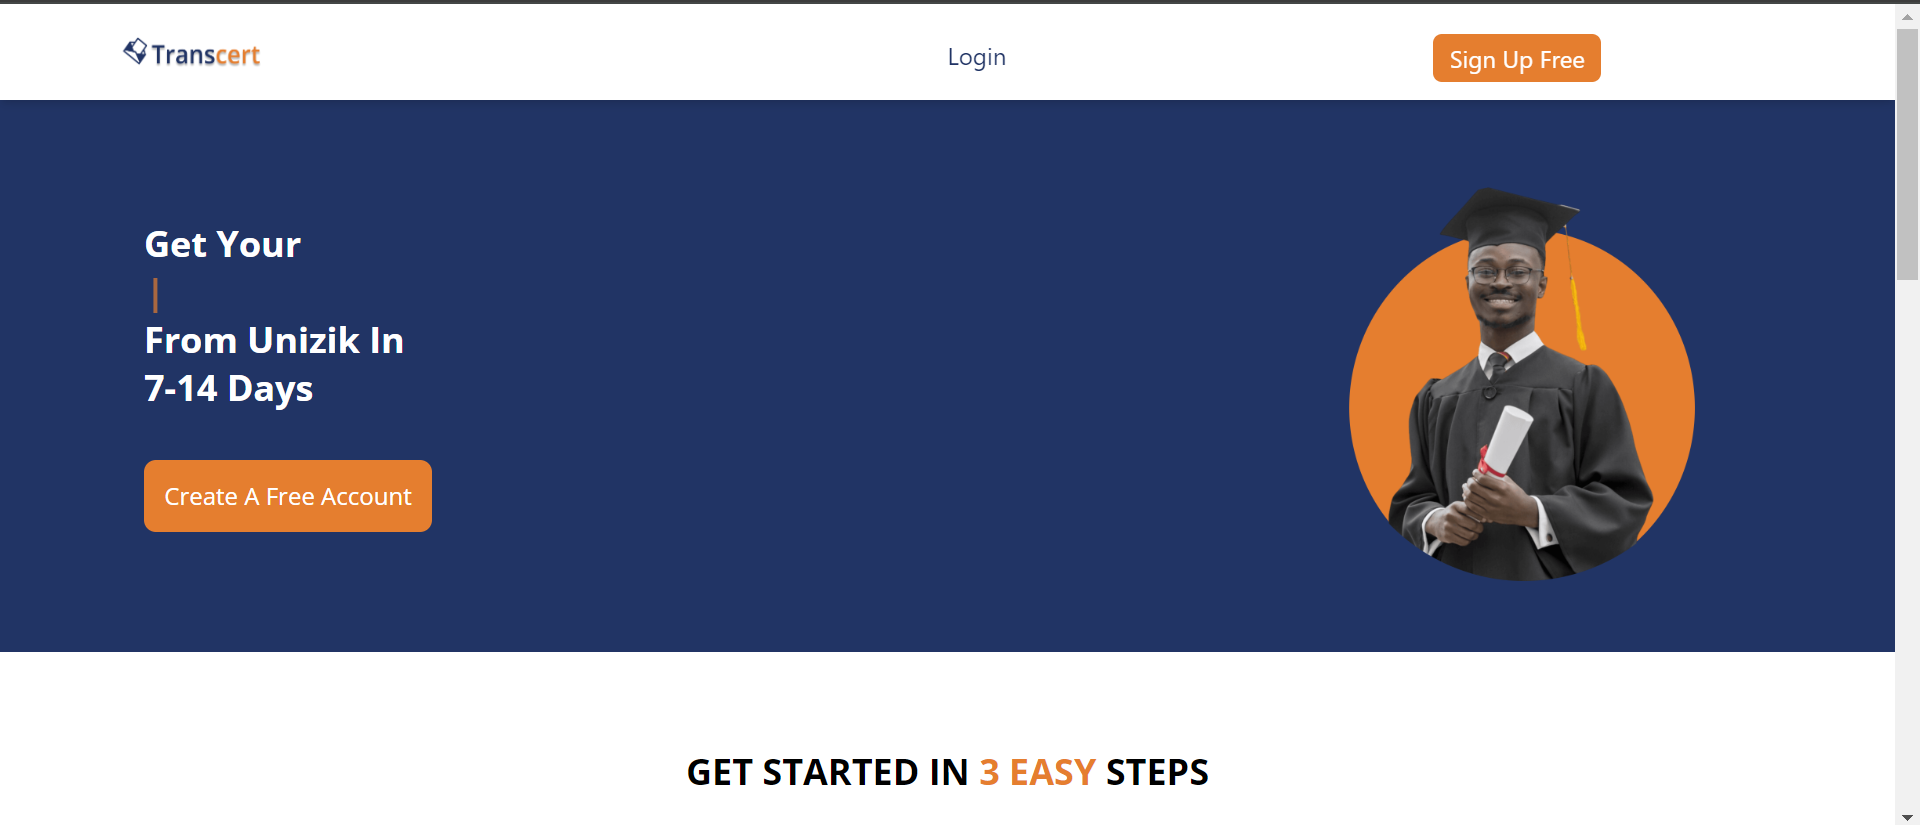 Transcert
Login
Sign Up Free
Get Your
|
From Unizik In
7-14 Days
Create A Free Account
GET STARTED IN 3 EASY STEPS